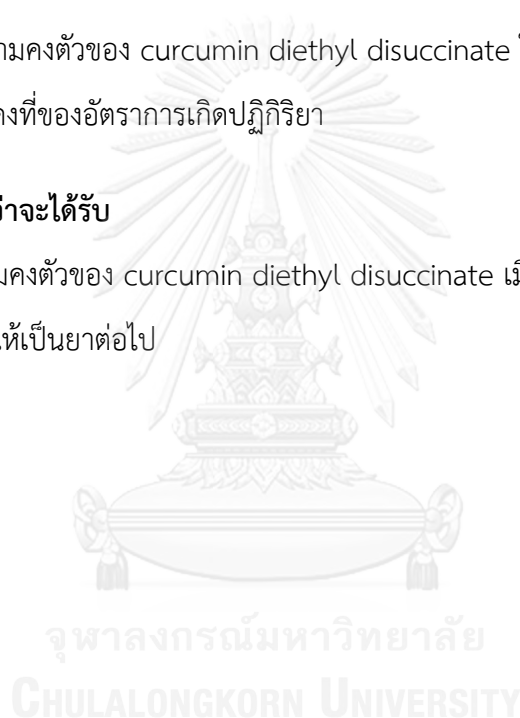 ามคงตัวของ curcumin diethyl disuccinate
คงที่ของอัตราการเกิดปฏิกิริยา
ว่าจะได้รับ
มคงตัวของ curcumin diethyl disuccinate เมื
ห้เป็นยาต่อไป
จุฬาลงกรณ์มหาวิทยาลัย
CHULALONGKORN UNIVERSITY